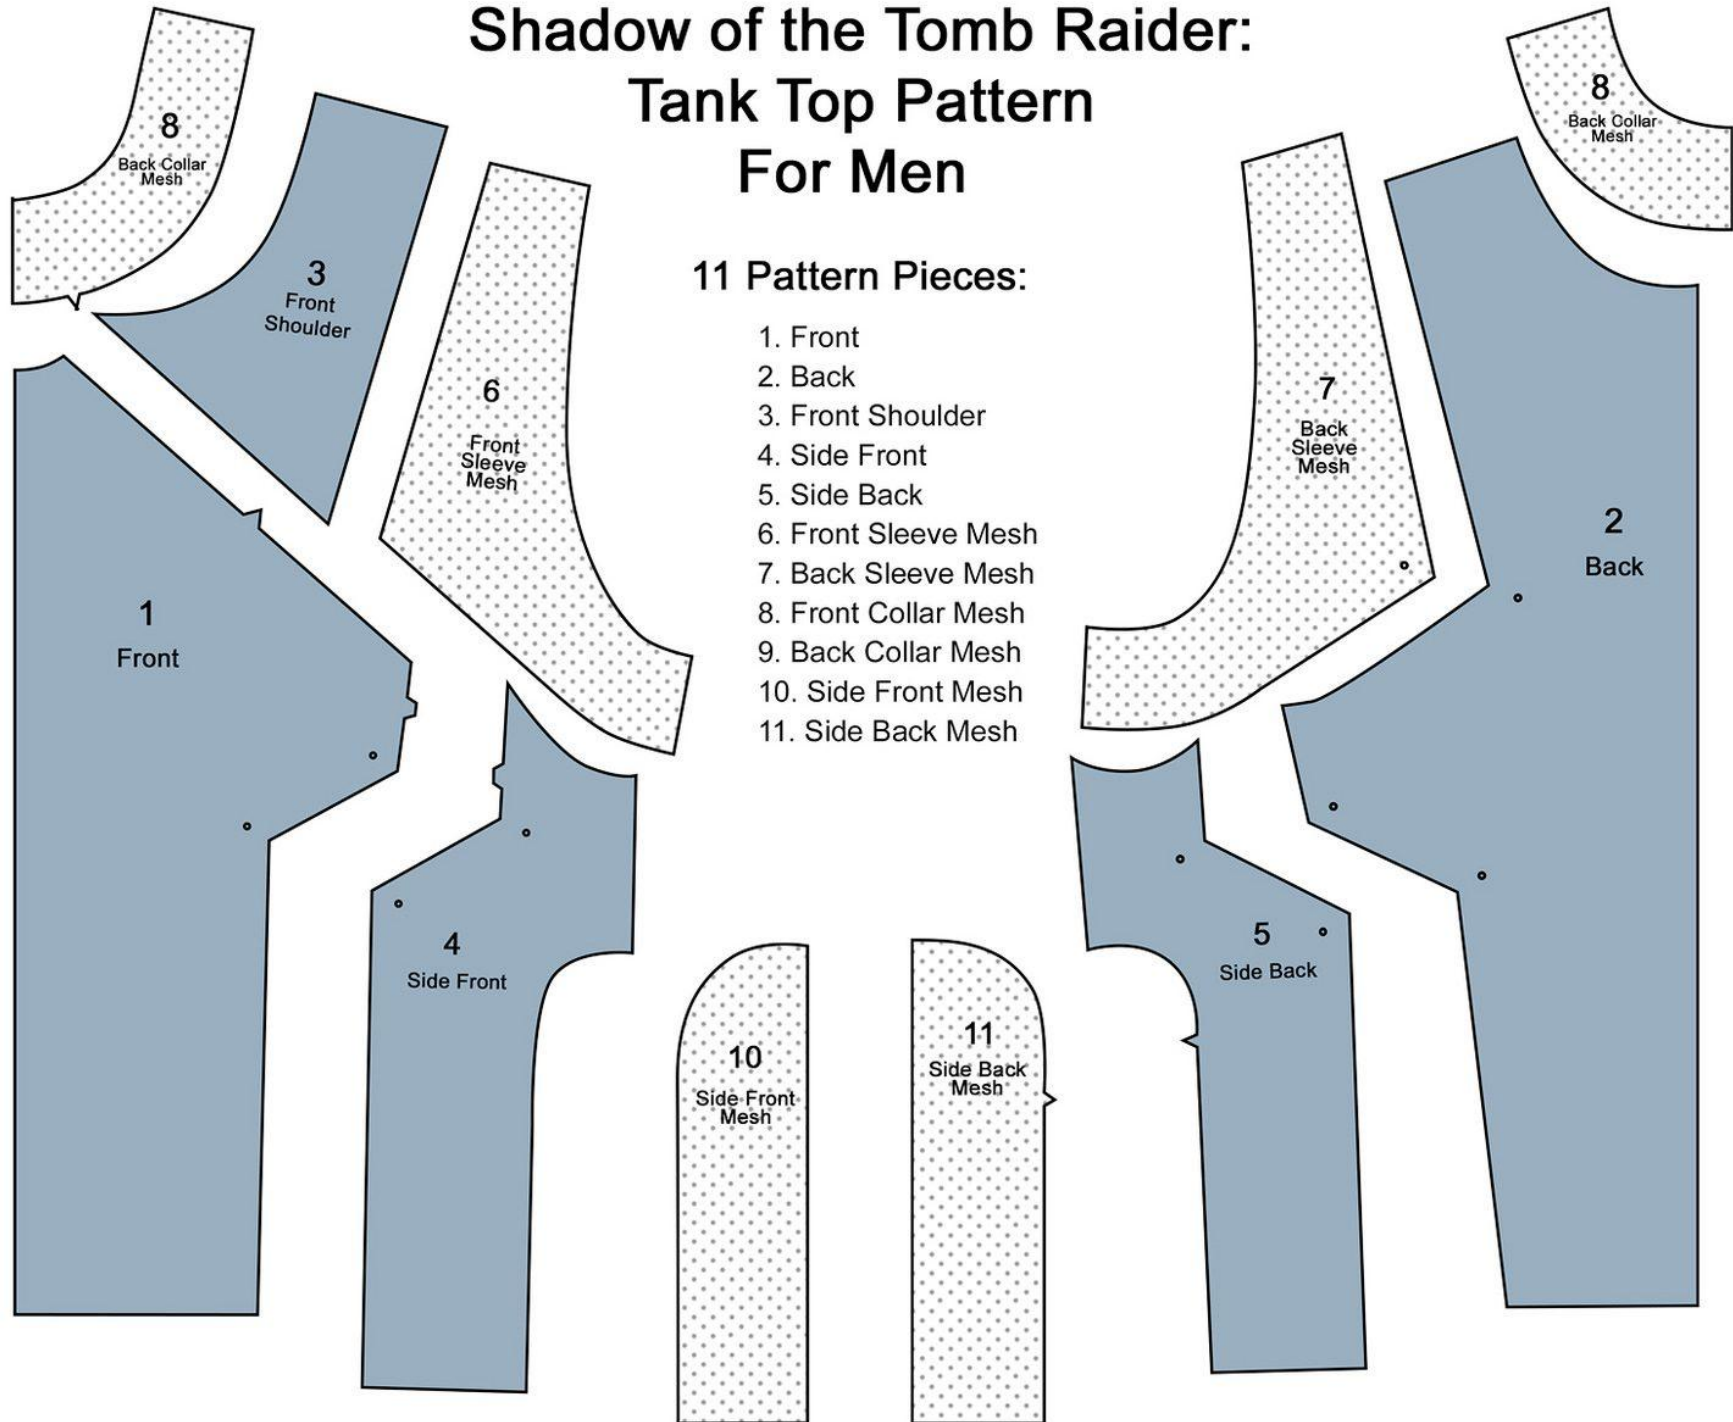 Shadow of the Tomb Raider:
Tank Top Pattern
For Men
11 Pattern Pieces:
1. Front
2. Back
3. Front Shoulder
4. Side Front
5. Side Back
6. Front Sleeve Mesh
7. Back Sleeve Mesh
8. Front Collar Mesh
9. Back Collar Mesh
10. Side Front Mesh
11. Side Back Mesh
8
Back Collar
Mesh
3
Front
Shoulder
6
Front
Sleeve
Mesh
1
Front
4
Side Front
10
Side Front
Mesh
11
Side Back
Mesh
5
Side Back
7
Back
Sleeve
Mesh
2
Back
8
Back Collar
Mesh